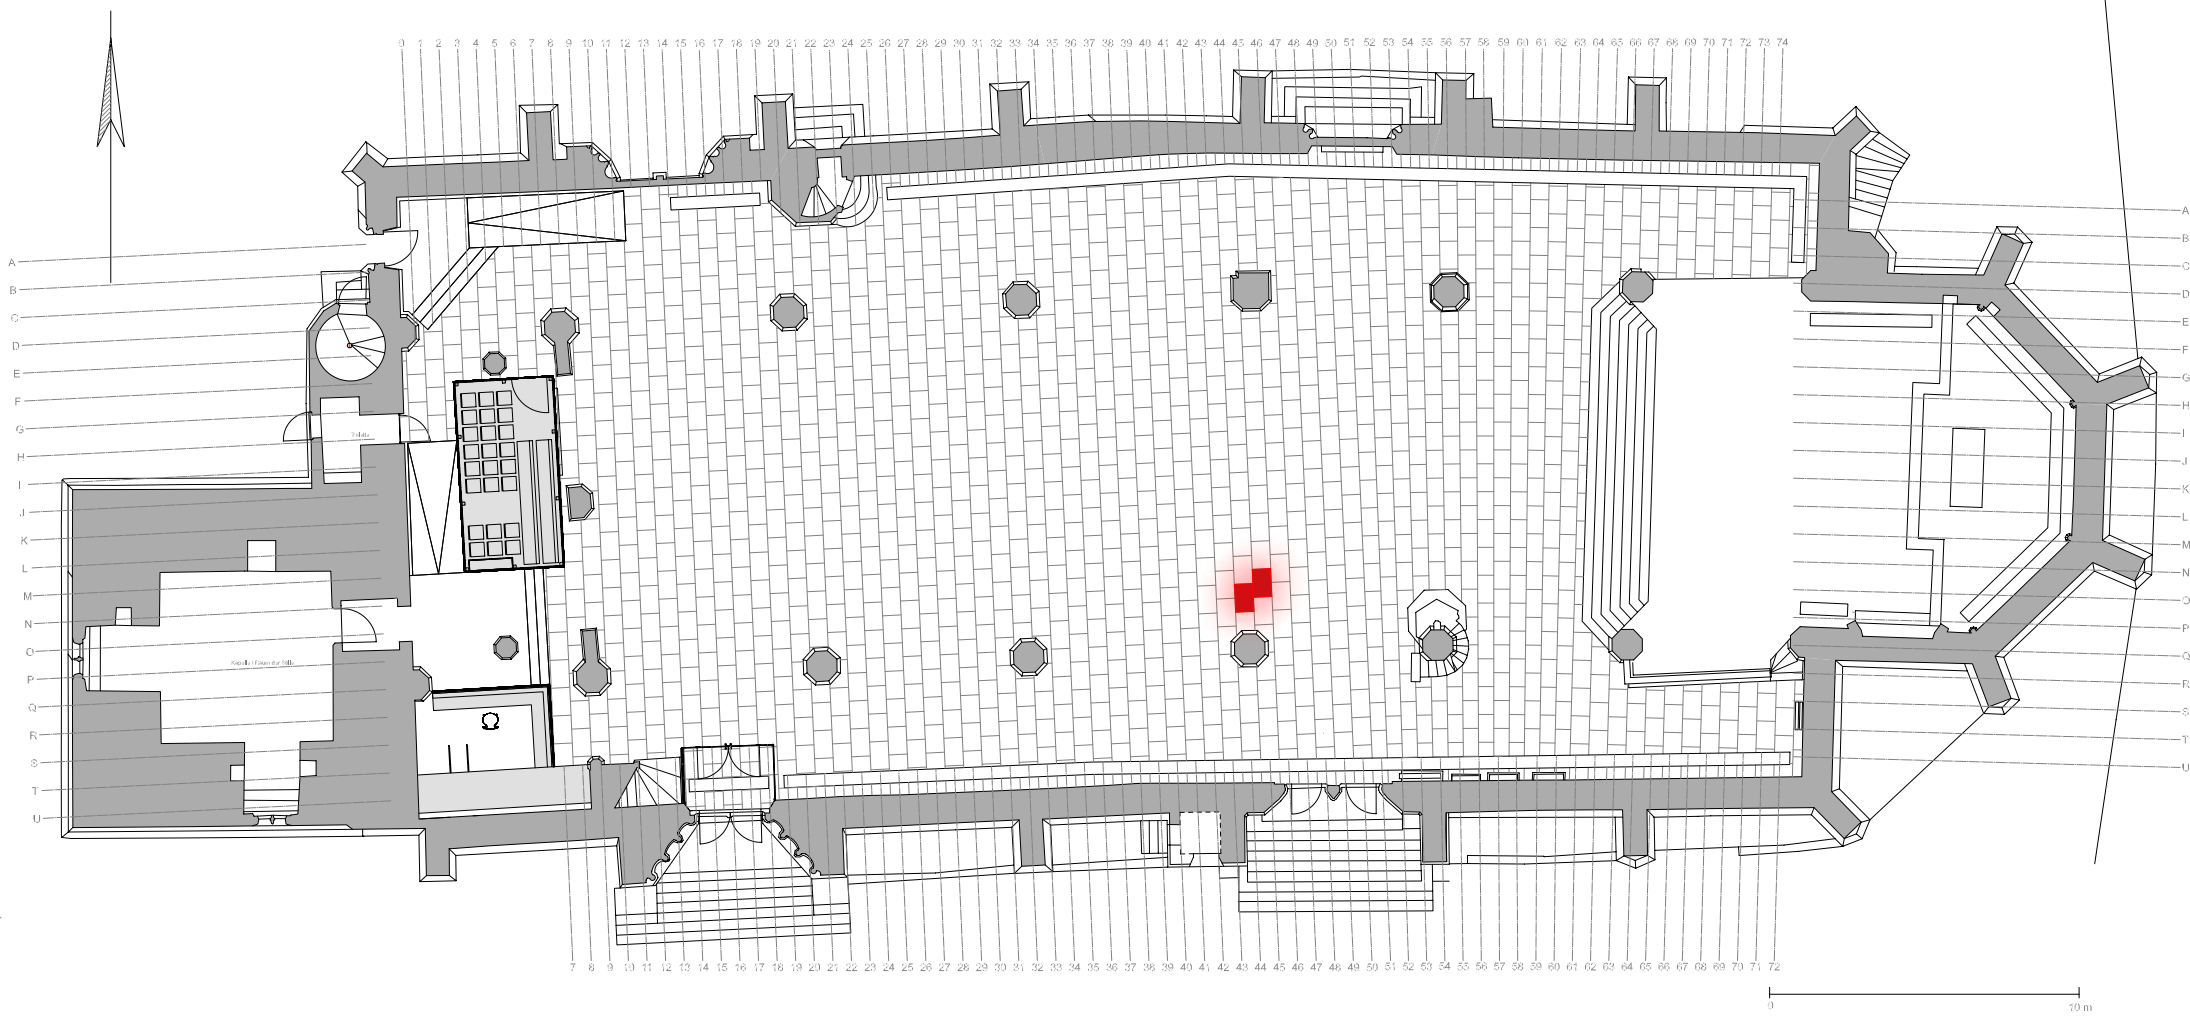 0 1 2 3 4 5 6 7 8 9 10 11 12 13 14 15 16 17 18 19 20 21 22 23 24 25 26 27 28 29 30 31 32 33 34 35 36 37 38 39 40 41 42 43 44 45 46 47 48 49 50 51 52 53 54 55 56 57 58 59 60 61 62 63 64 65 66 67 68 69 70 71 72 73 74
A
B
C
D
E
F
G
H
I
J
K
L
M
N
O
P
Q
R
S
T
U
Kapelle / Raum der Stille
A
B
C
D
E
F
G
H
I
J
K
L
M
N
O
P
Q
R
S
T
U
7 8 9 10 11 12 13 14 15 16 17 18 19 20 21 22 23 24 25 26 27 28 29 30 31 32 33 34 35 36 37 38 39 40 41 42 43 44 45 46 47 48 49 50 51 52 53 54 55 56 57 58 59 60 61 62 63 64 65 66 67 68 69 70 71 72
0 10 m